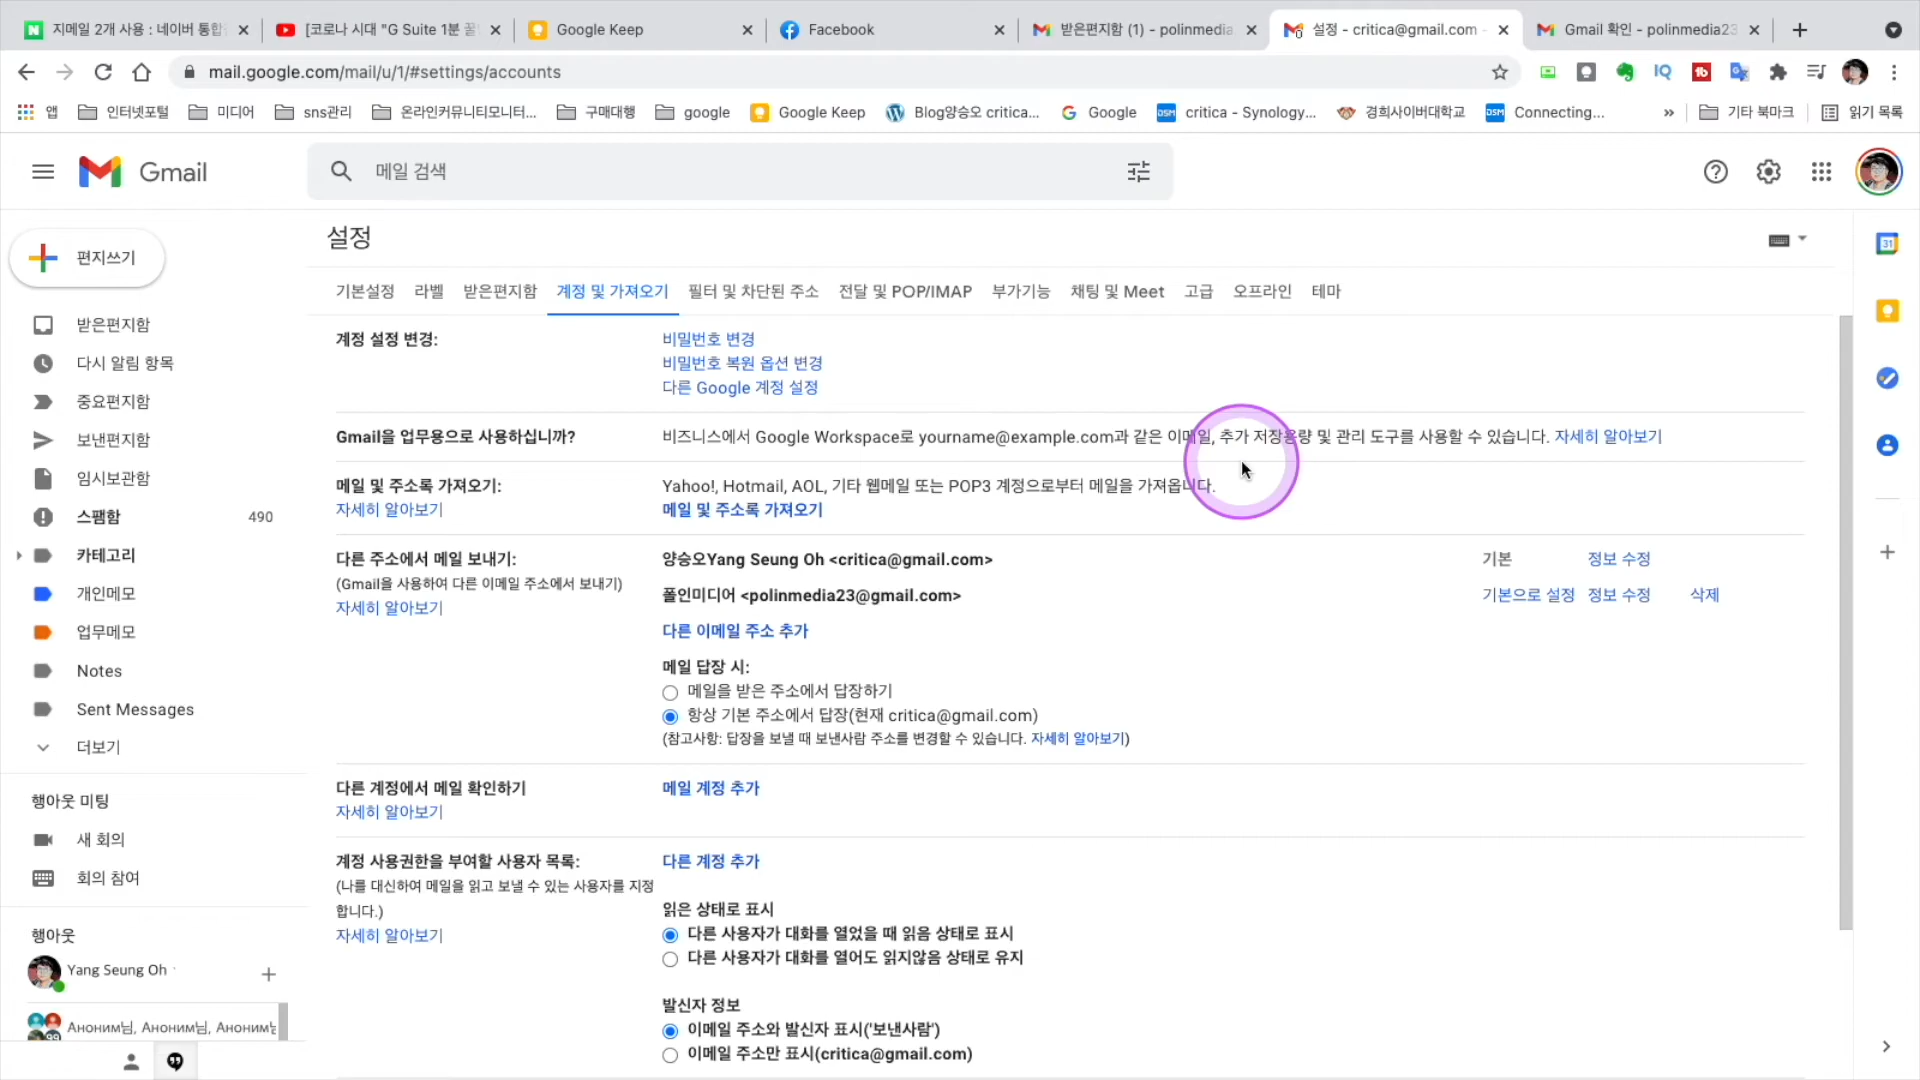 지메일 2개 사용 : 네이버 통합
[코로나 시대 "G Suite 1분 꿀
Google Keep
Facebook
받은편지함 (1) - polinmedia
설정 - critica@gmail.com -
Gmail 확인 - polinmedia23
mail.google.com/mail/u/1/#settings/accounts
앱
인터넷포털
미디어
sns관리
온라인커뮤니티모니터...
구매대행
google
Google Keep
Blog양승오 critica...
Google
critica - Synology...
경희사이버대학교
Connecting...
»
기타 북마크
읽기 목록
Gmail
메일 검색
설정
편지쓰기
기본설정 라벨 받은편지함 계정 및 가져오기 필터 및 차단된 주소 전달 및 POP/IMAP 부가기능 채팅 및 Meet 고급 오프라인 테마
받은편지함
다시 알림 항목
중요편지함
보낸편지함
임시보관함
스팸함 490
카테고리
개인메모
업무메모
Notes
Sent Messages
더보기
행아웃 미팅
새 회의
회의 참여
행아웃
Yang Seung Oh
Аноним님, Аноним님, Аноним
계정 설정 변경:
비밀번호 변경
비밀번호 복원 옵션 변경
다른 Google 계정 설정
Gmail을 업무용으로 사용하십니까?
비즈니스에서 Google Workspace로 yourname@example.com과 같은 이메일, 추가 저장용량 및 관리 도구를 사용할 수 있습니다. 자세히 알아보기
메일 및 주소록 가져오기:
자세히 알아보기
Yahoo!, Hotmail, AOL, 기타 웹메일 또는 POP3 계정으로부터 메일을 가져옵니다.
메일 및 주소록 가져오기
다른 주소에서 메일 보내기:
(Gmail을 사용하여 다른 이메일 주소에서 보내기)
자세히 알아보기
양승오Yang Seung Oh <critica@gmail.com> 기본 정보 수정
폴인미디어 <polinmedia23@gmail.com> 기본으로 설정 정보 수정 삭제
다른 이메일 주소 추가
메일 답장 시:
메일을 받은 주소에서 답장하기
항상 기본 주소에서 답장(현재 critica@gmail.com)
(참고사항: 답장을 보낼 때 보낸사람 주소를 변경할 수 있습니다. 자세히 알아보기)
다른 계정에서 메일 확인하기
자세히 알아보기
메일 계정 추가
계정 사용권한을 부여할 사용자 목록:
(나를 대신하여 메일을 읽고 보낼 수 있는 사용자를 지정
합니다.)
자세히 알아보기
다른 계정 추가
읽은 상태로 표시
다른 사용자가 대화를 열었을 때 읽음 상태로 표시
다른 사용자가 대화를 열어도 읽지않음 상태로 유지
발신자 정보
이메일 주소와 발신자 표시('보낸사람')
이메일 주소만 표시(critica@gmail.com)